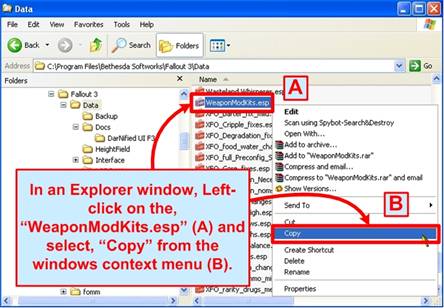 Data
File Edit View Favorites Tools Help
Back Search Folders
Address C:\Program Files\Bethesda Softworks\Fallout 3\Data Go
Folders
Name
Fallout 3
Data
Backup
Docs
DarNified UI F3
HeightField
Interface
fomm
Wasteland Whisperer.esp
WeaponModKits.esp
XFO_Cripple_fixes.esp
XFO_Degradation_fix
XFO_food_water_cha
XFO_full_Preconfig_S
XFO_rarity_drugs_me
A
Edit
Scan using Spybot-Search&Destroy
Open With...
Add to archive...
Add to "WeaponModKits.rar"
Compress and email...
Compress to "WeaponModKits.rar" and email
Show Versions...
Send To
Cut
Copy
Create Shortcut
Delete
Rename
Properties
B
In an Explorer window, Left-
click on the,
“WeaponModKits.esp” (A) and
select, “Copy” from the
windows context menu (B).